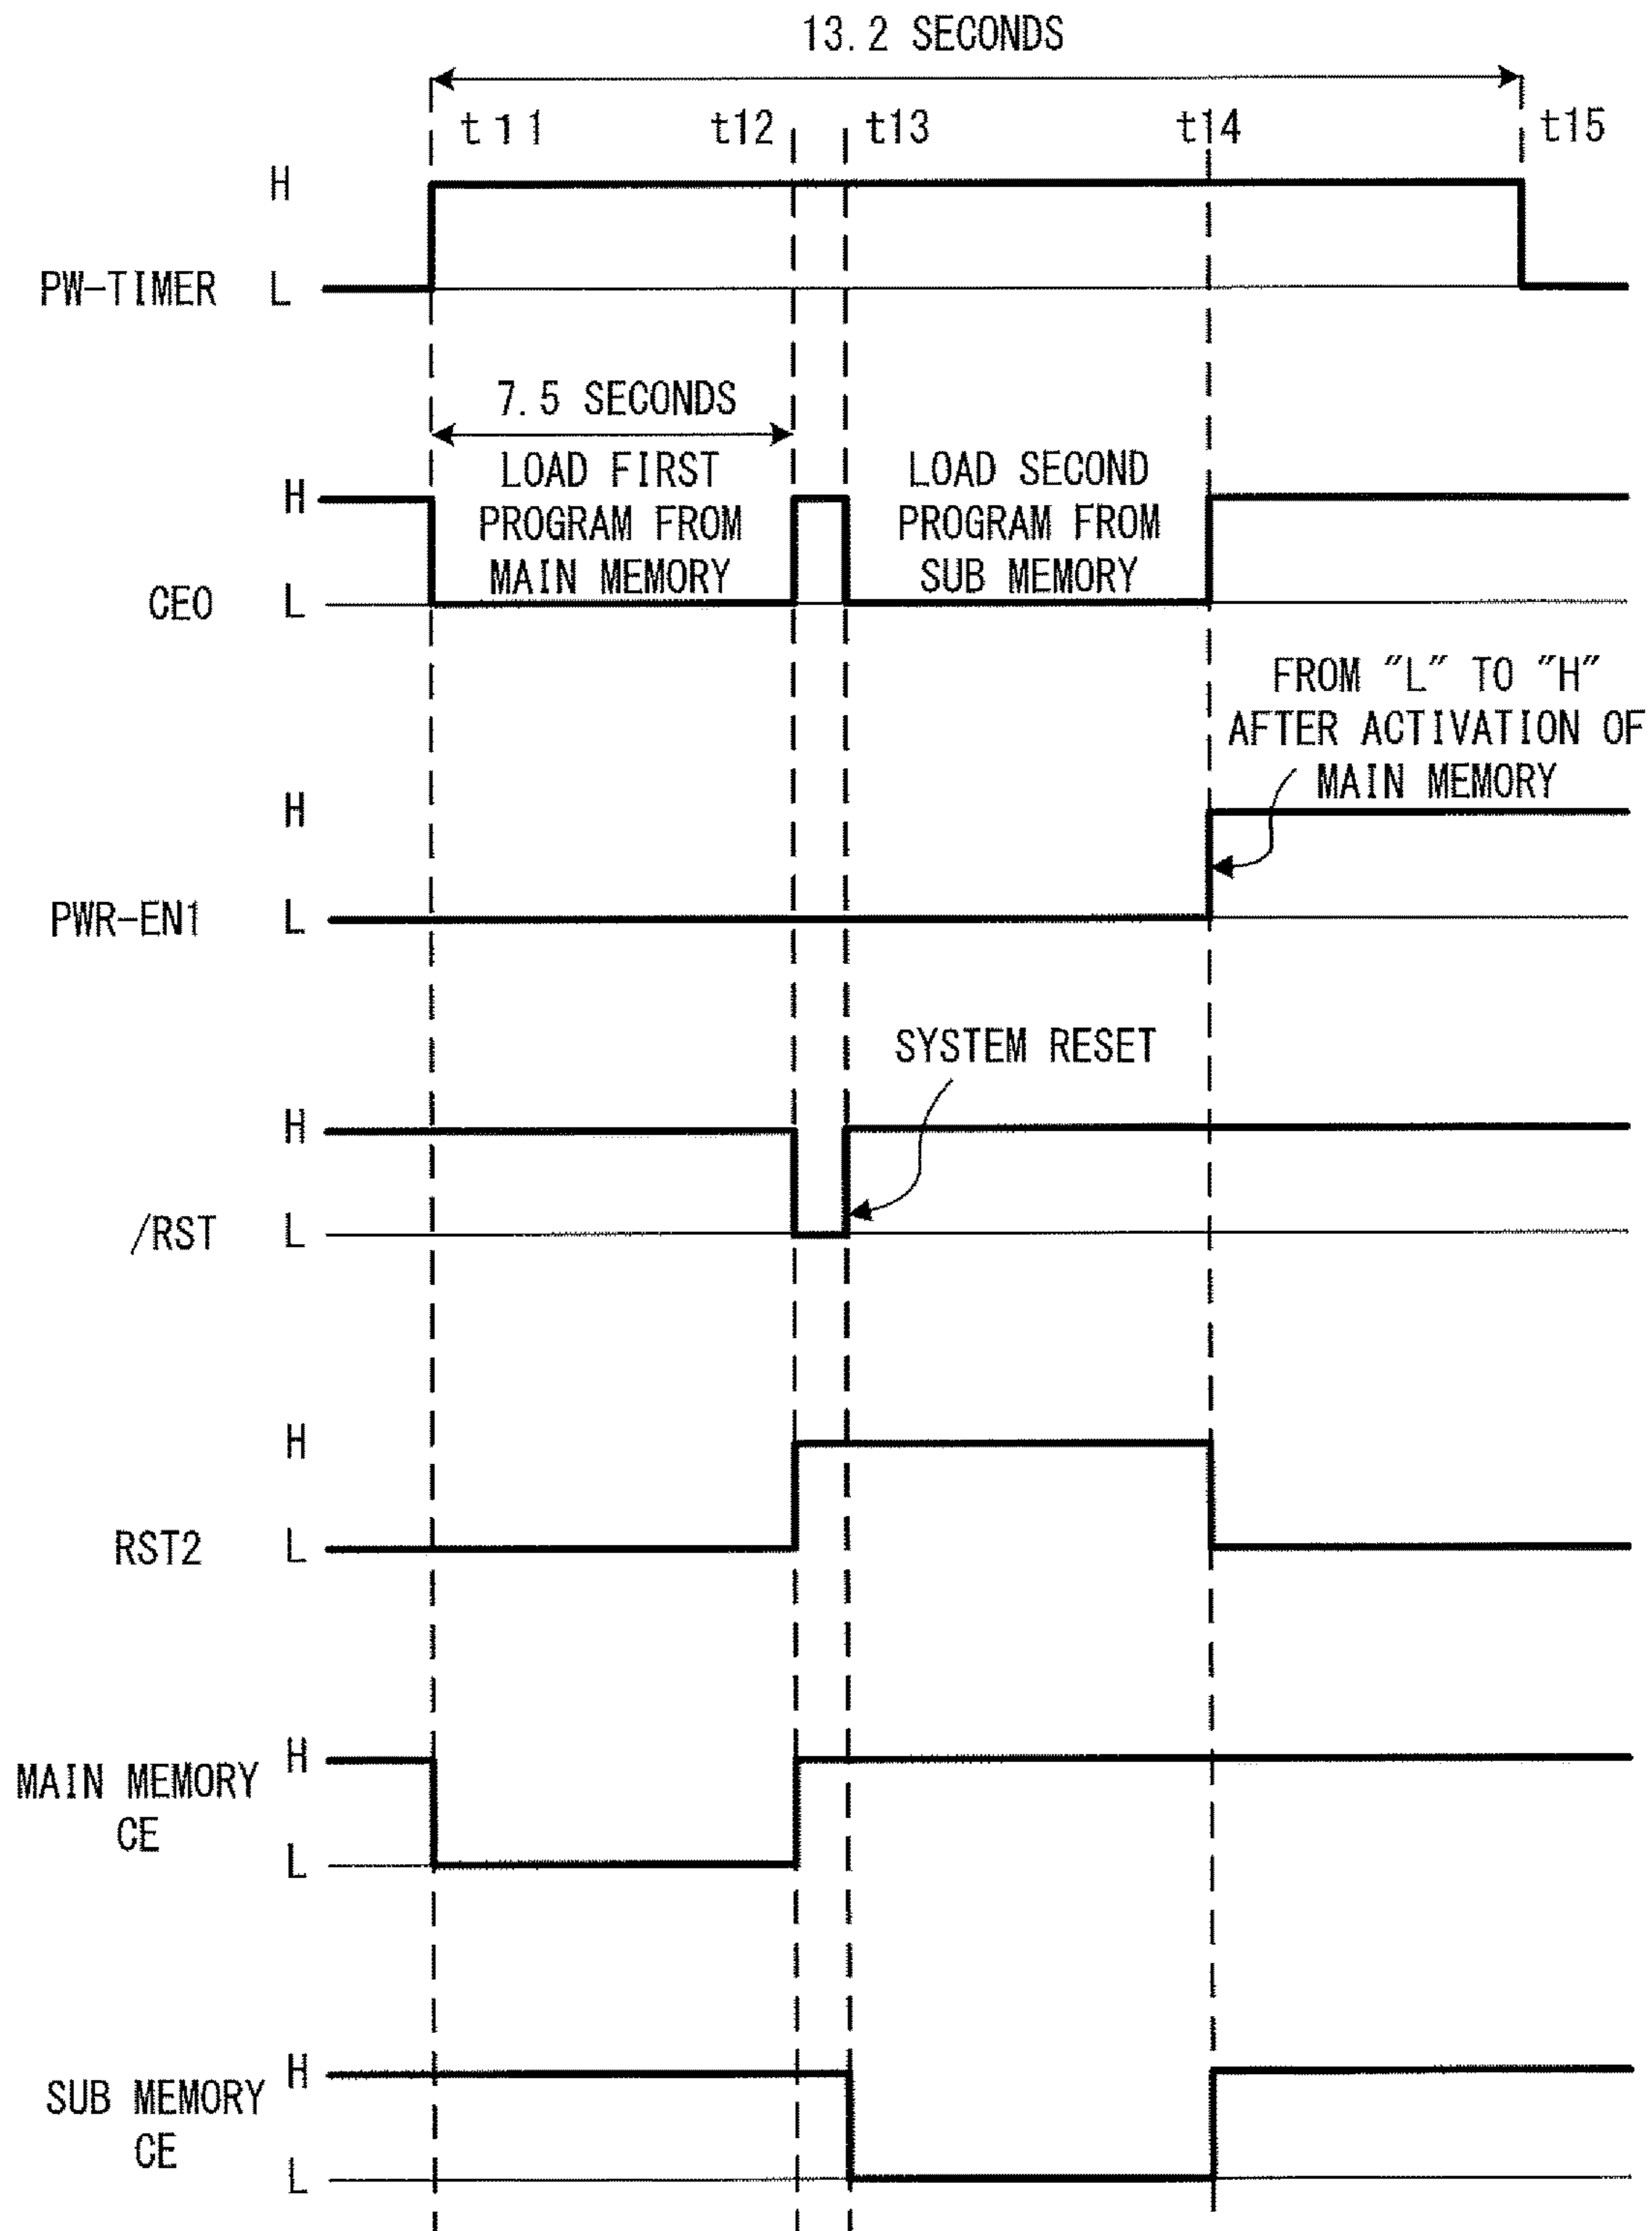 13.2 SECONDS
t11 t12 t13 t14 t15
H
PW-TIMER L
7.5 SECONDS
LOAD FIRST
PROGRAM FROM
MAIN MEMORY
LOAD SECOND
PROGRAM FROM
SUB MEMORY
H
CE0 L
FROM "L" TO "H"
AFTER ACTIVATION OF
MAIN MEMORY
H
PWR-EN1 L
SYSTEM RESET
H
/RST L
H
RST2 L
H
MAIN MEMORY
CE
L
H
SUB MEMORY
CE
L